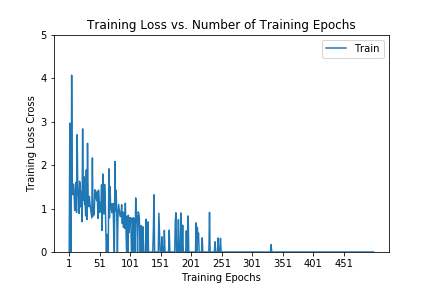 Training Loss vs. Number of Training Epochs
5
Train
4
3
2
1
0
Training Loss Cross
1 51 101 151 201 251 301 351 401 451
Training Epochs